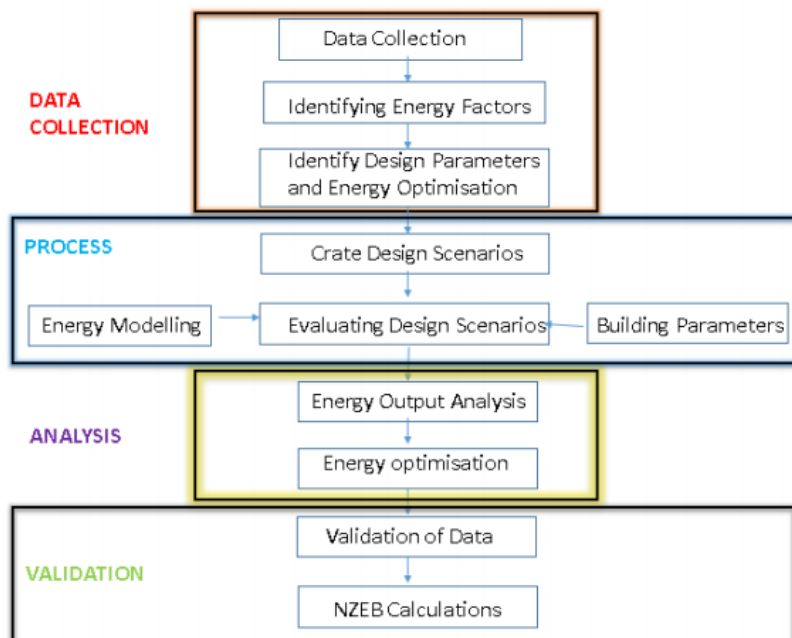 Data Collection
DATA
COLLECTION
Identifying Energy Factors
Identify Design Parameters
and Energy Optimisation
PROCESS
Crate Design Scenarios
Energy Modelling
Evaluating Design Scenarios
Building Parameters
Energy Output Analysis
ANALYSIS
Energy optimisation
Validation of Data
VALIDATION
NZEB Calculations